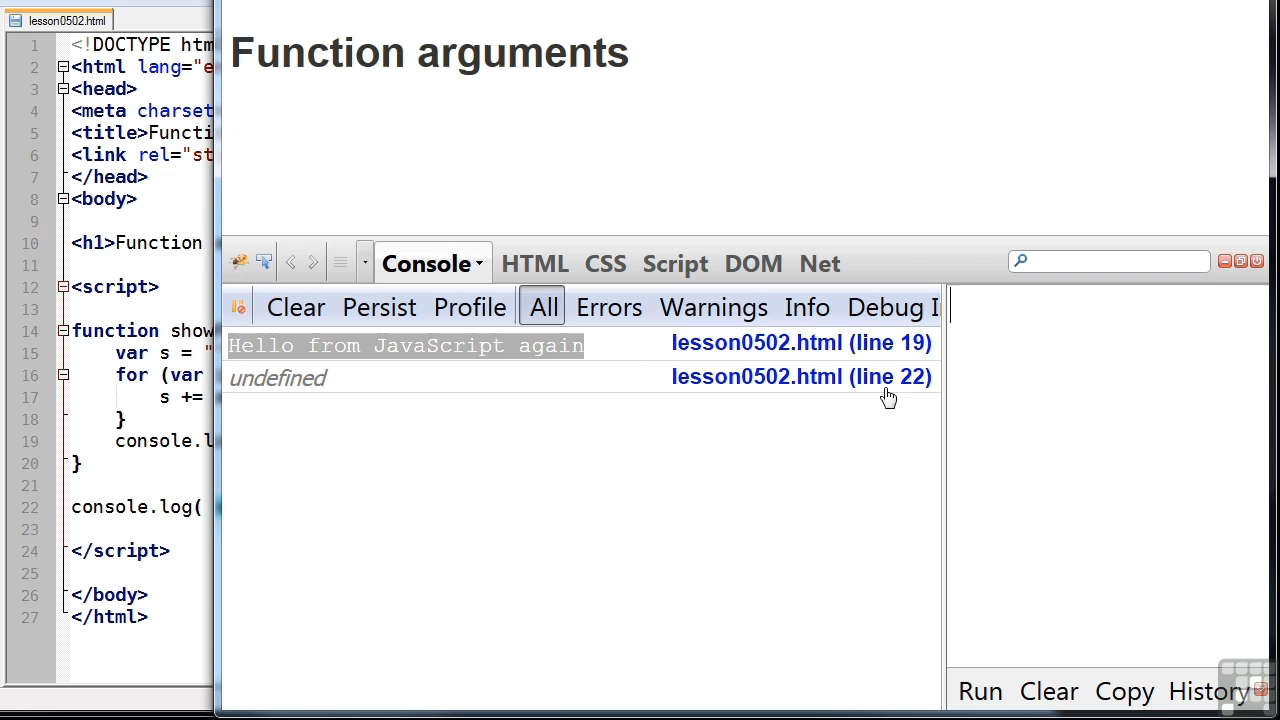 lesson0502.html
1 <!DOCTYPE htm
2 <html lang="e
3 <head>
4 <meta charset
5 <title>Functi
6 <link rel="st
7 </head>
8 <body>
9
10 <h1>Function
11
12 <script>
13
14 function show
15 var s = "
16 for (var
17 s +=
18 }
19 console.l
20 }
21
22 console.log(
23
24 </script>
25
26 </body>
27 </html>
Function arguments
Console HTML CSS Script DOM Net
Clear Persist Profile All Errors Warnings Info Debug I
Hello from JavaScript again lesson0502.html (line 19)
undefined lesson0502.html (line 22)
Run Clear Copy History